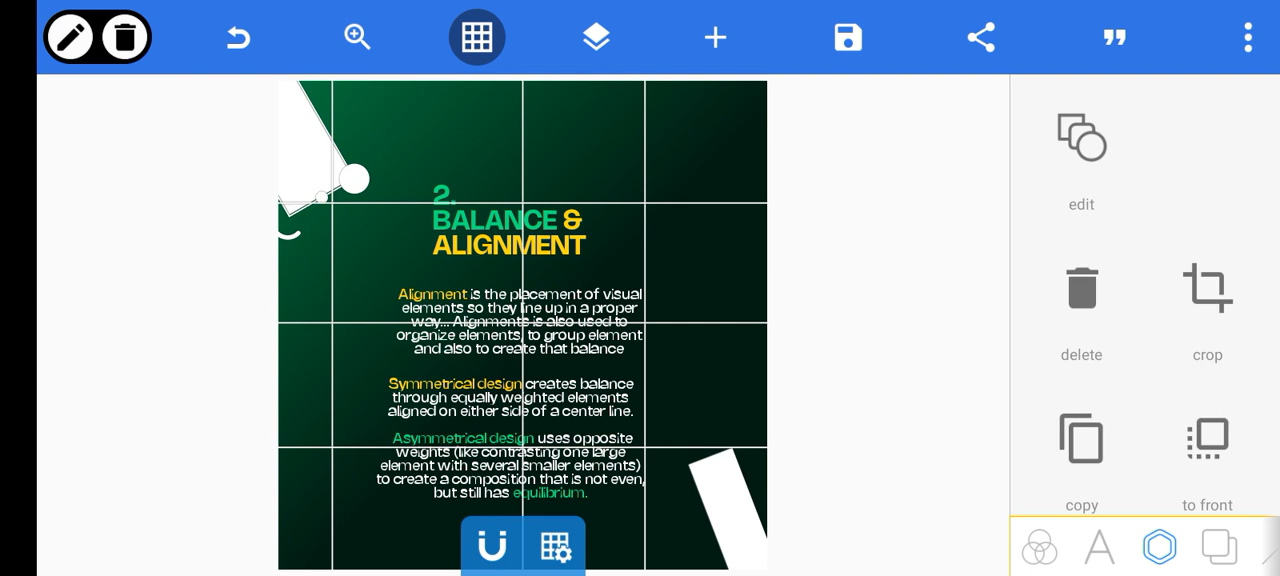 2.
BALANCE &
ALIGNMENT
Alignment is the placement of visual
elements so they line up in a proper
way... Alignments is also used to
organize elements, to group element
and also to create that balance
Symmetrical design creates balance
through equally weighted elements
aligned on either side of a center line.
Asymmetrical design uses opposite
weights (like contrasting one large
element with several smaller elements)
to create a composition that is not even,
but still has equilibrium.
edit
delete
crop
copy
to front